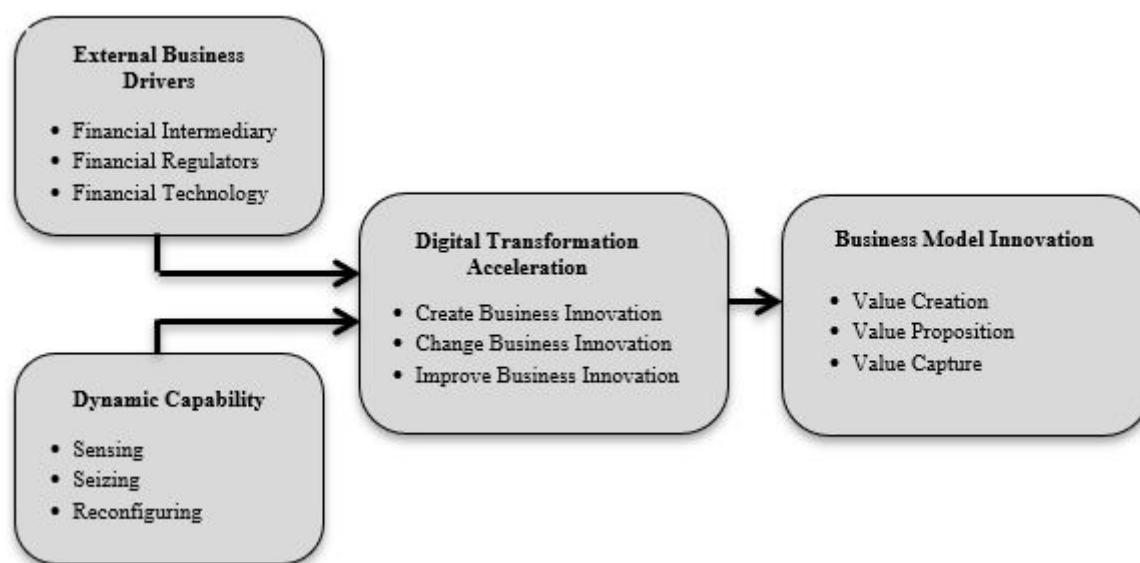 External Business
Drivers
• Financial Intermediary
• Financial Regulators
• Financial Technology
Digital Transformation
Acceleration
• Create Business Innovation
• Change Business Innovation
• Improve Business Innovation
Business Model Innovation
• Value Creation
• Value Proposition
• Value Capture
Dynamic Capability
• Sensing
• Seizing
• Reconfiguring